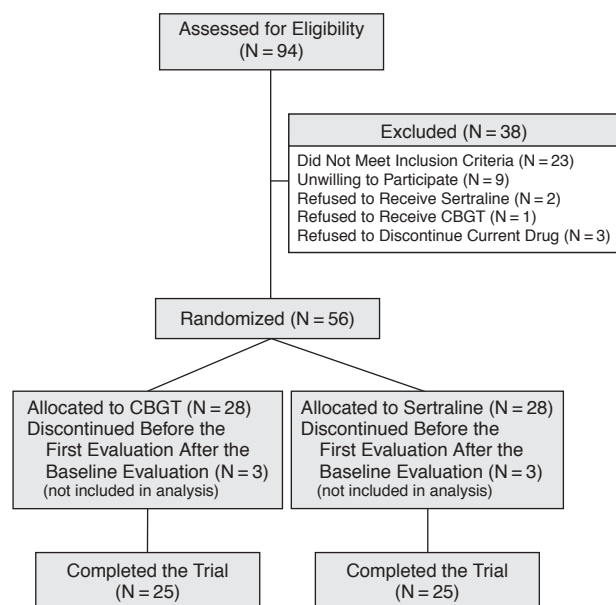 Assessed for Eligibility
(N = 94)
Excluded (N = 38)
Did Not Meet Inclusion Criteria (N = 23)
Unwilling to Participate (N = 9)
Refused to Receive Sertraline (N = 2)
Refused to Receive CBGT (N = 1)
Refused to Discontinue Current Drug (N = 3)
Randomized (N = 56)
Allocated to CBGT (N = 28)
Discontinued Before the
First Evaluation After the
Baseline Evaluation (N = 3)
(not included in analysis)
Allocated to Sertraline (N = 28)
Discontinued Before the
First Evaluation After the
Baseline Evaluation (N = 3)
(not included in analysis)
Completed the Trial
(N = 25)
Completed the Trial
(N = 25)